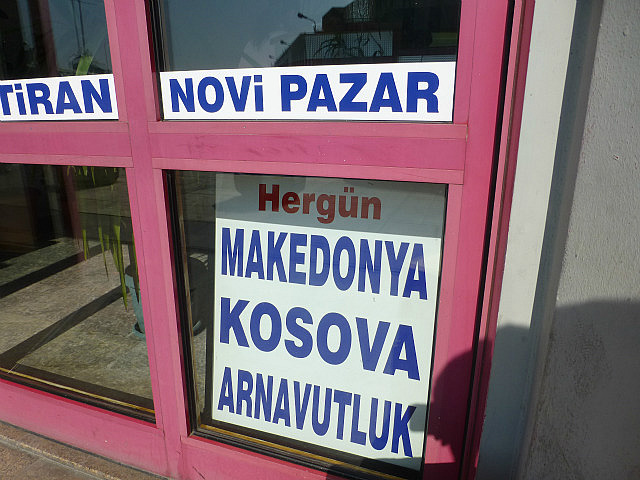 TiRAN
NOVi PAZAR
Hergün
MAKEDONYA
KOSOVA
ARNAVUTLUK